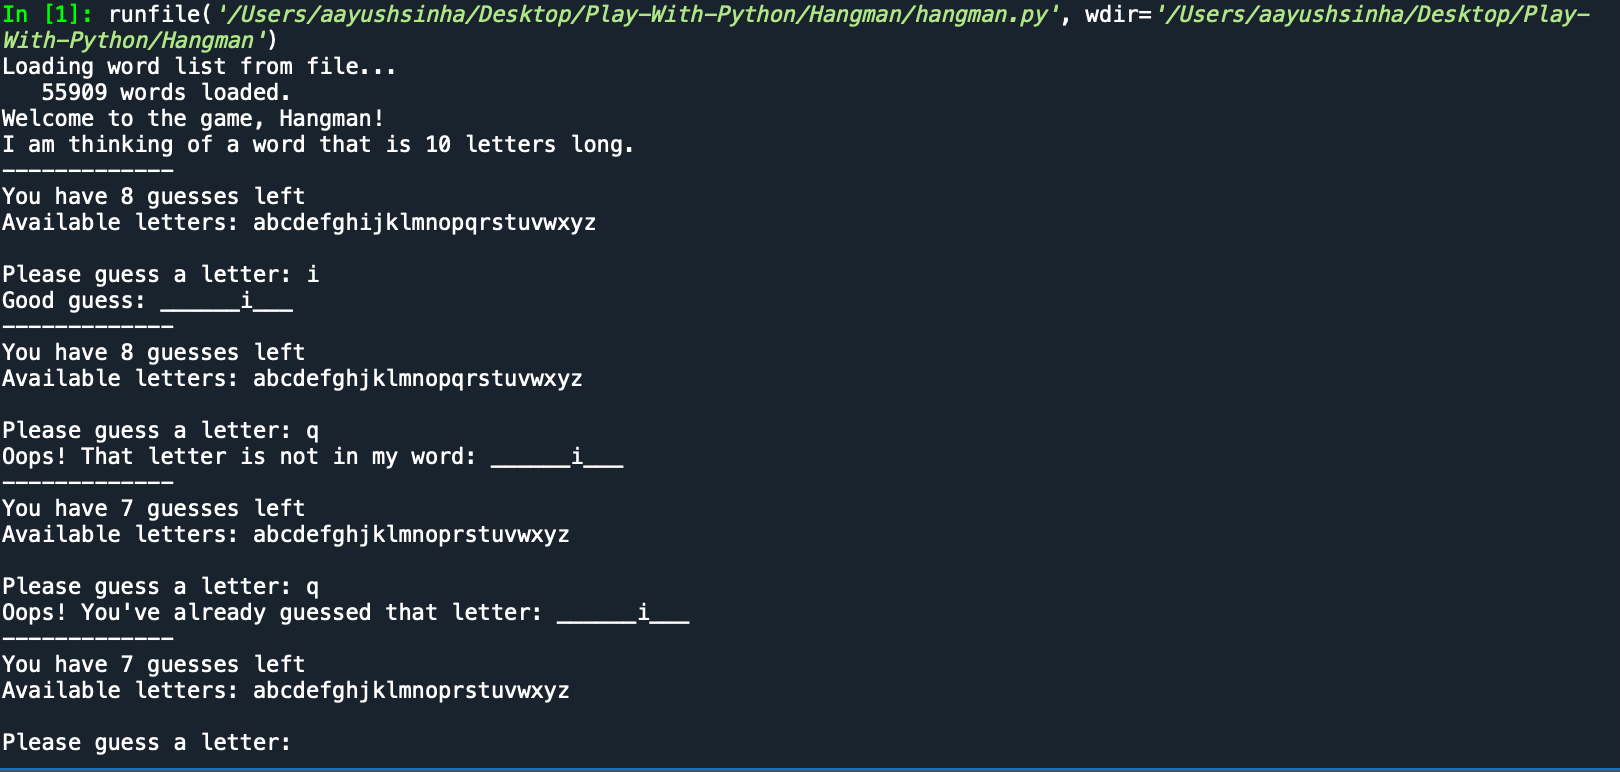 In [1]: runfile('/Users/aayushsinha/Desktop/Play-With-Python/Hangman/hangman.py', wdir='/Users/aayushsinha/Desktop/Play-
With-Python/Hangman')
Loading word list from file...
   55909 words loaded.
Welcome to the game, Hangman!
I am thinking of a word that is 10 letters long.
-------------
You have 8 guesses left
Available letters: abcdefghijklmnopqrstuvwxyz

Please guess a letter: i
Good guess: ______i___
-------------
You have 8 guesses left
Available letters: abcdefghjklmnopqrstuvwxyz

Please guess a letter: q
Oops! That letter is not in my word: ______i___
-------------
You have 7 guesses left
Available letters: abcdefghjklmnoprstuvwxyz

Please guess a letter: q
Oops! You've already guessed that letter: ______i___
-------------
You have 7 guesses left
Available letters: abcdefghjklmnoprstuvwxyz

Please guess a letter: